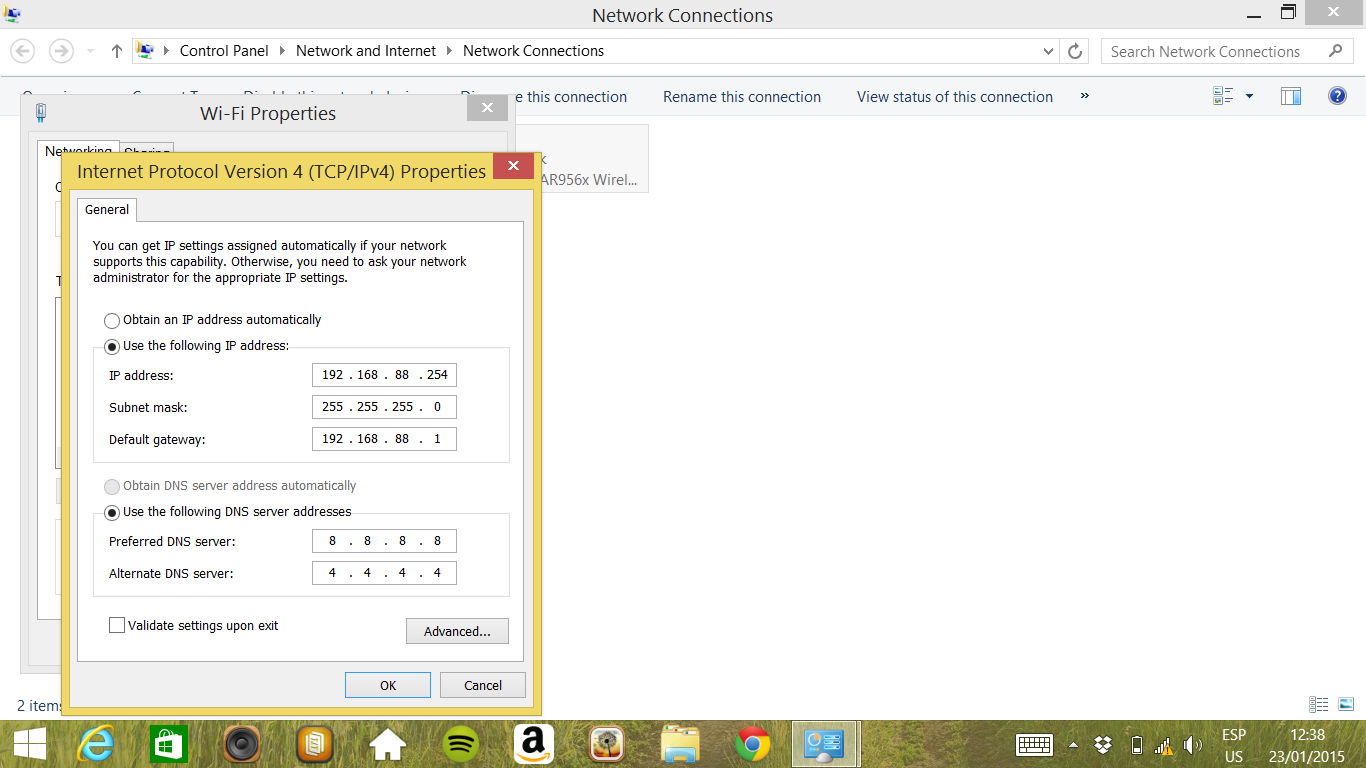 Network Connections
Control Panel
Network and Internet
Network Connections
Search Network Connections
this connection
Rename this connection
View status of this connection
»
Wi-Fi Properties
Networking
Sharing
AR956x Wirel...
Internet Protocol Version 4 (TCP/IPv4) Properties
General
You can get IP settings assigned automatically if your network
supports this capability. Otherwise, you need to ask your network
administrator for the appropriate IP settings.
Obtain an IP address automatically
Use the following IP address:
IP address: 192 . 168 . 88 . 254
Subnet mask: 255 . 255 . 255 . 0
Default gateway: 192 . 168 . 88 . 1
Obtain DNS server address automatically
Use the following DNS server addresses
Preferred DNS server: 8 . 8 . 8 . 8
Alternate DNS server: 4 . 4 . 4 . 4
Validate settings upon exit
Advanced...
OK
Cancel
2 items
ESP
US
12:38
23/01/2015